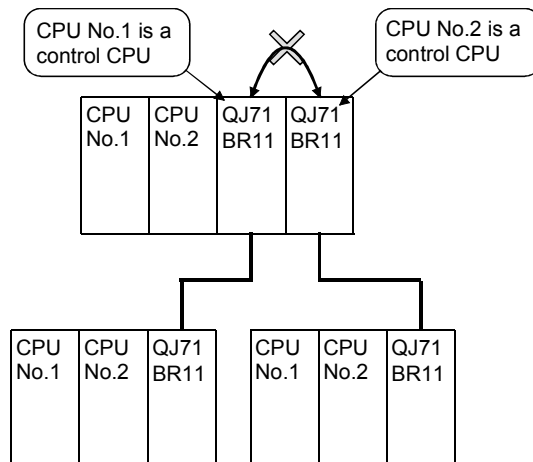 CPU No.1 is a
control CPU
CPU No.2 is a
control CPU
CPU
No.1
CPU
No.2
QJ71
BR11
QJ71
BR11
CPU
No.1
CPU
No.2
QJ71
BR11
CPU
No.1
CPU
No.2
QJ71
BR11